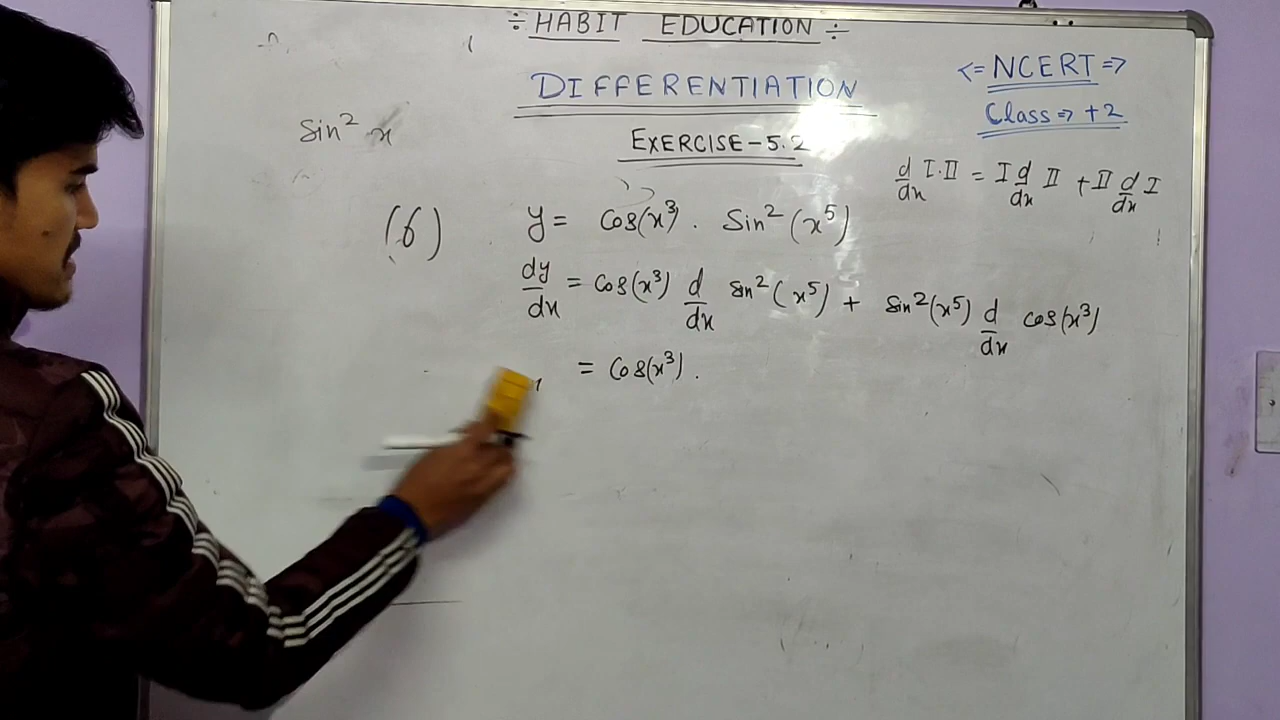 ÷ HABIT EDUCATION ÷
DIFFERENTIATION
<= NCERT =>
Class => +2
EXERCISE-5.2
sin² x
d/dx I·II = I d/dx II + II d/dx I
(6) y = cos(x³) . Sin² (x⁵)
dy/dx = cos(x³) d/dx sin² (x⁵) + sin²(x⁵) d/dx cos(x³)
= cos(x³) .